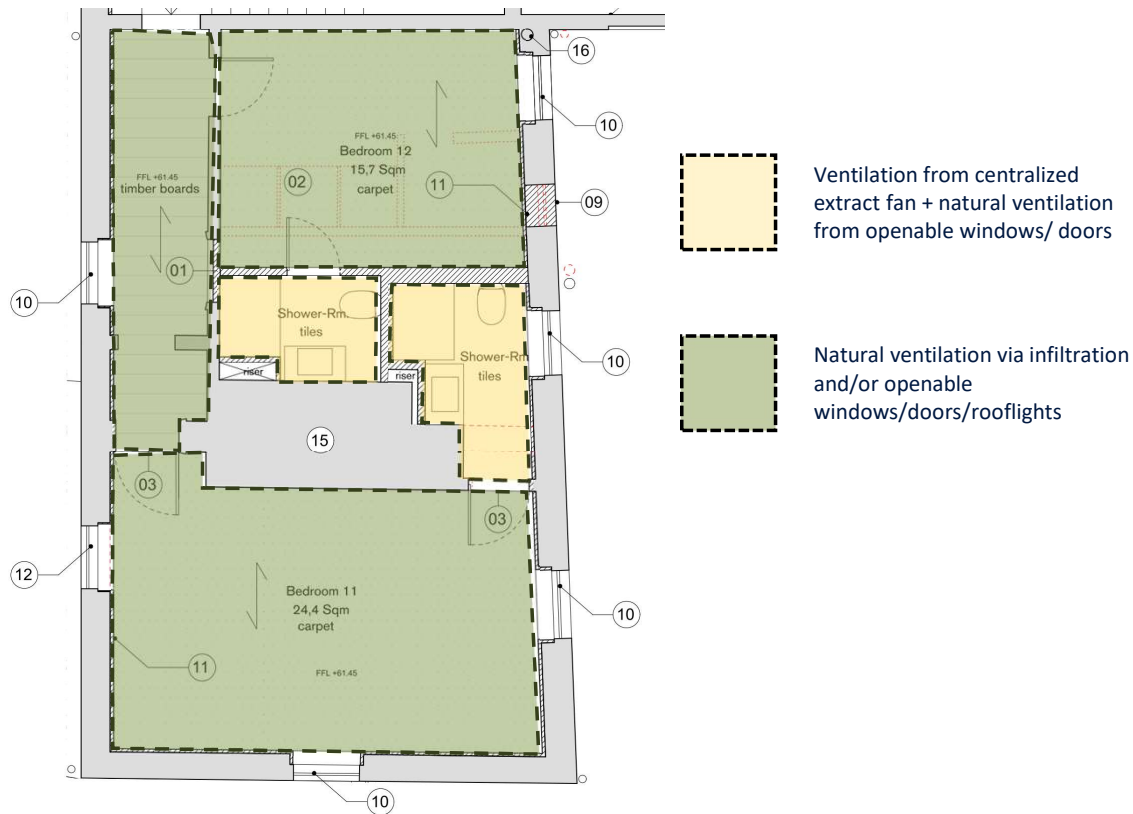 16
10
FFL +61.45
Bedroom 12
15,7 Sqm
carpet
FFL +61.45
timber boards
02
11
09
01
10
Shower-Rm.
tiles
Shower-Rm
tiles
10
riser
riser
15
03
03
12
Bedroom 11
24,4 Sqm
carpet
10
11
FFL +61.45
10
Ventilation from centralized
extract fan + natural ventilation
from openable windows/ doors
Natural ventilation via infiltration
and/or openable
windows/doors/rooflights